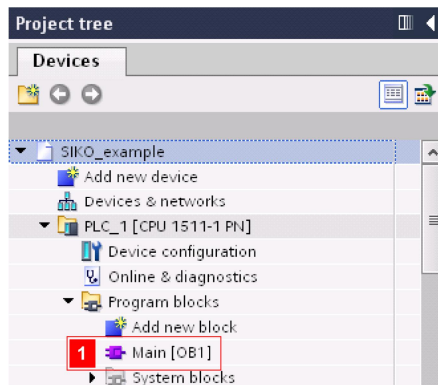 Project tree
Devices
SIKO_example
Add new device
Devices & networks
PLC_1 [CPU 1511-1 PN]
Device configuration
Online & diagnostics
Program blocks
Add new block
1 Main [OB1]
System blocks